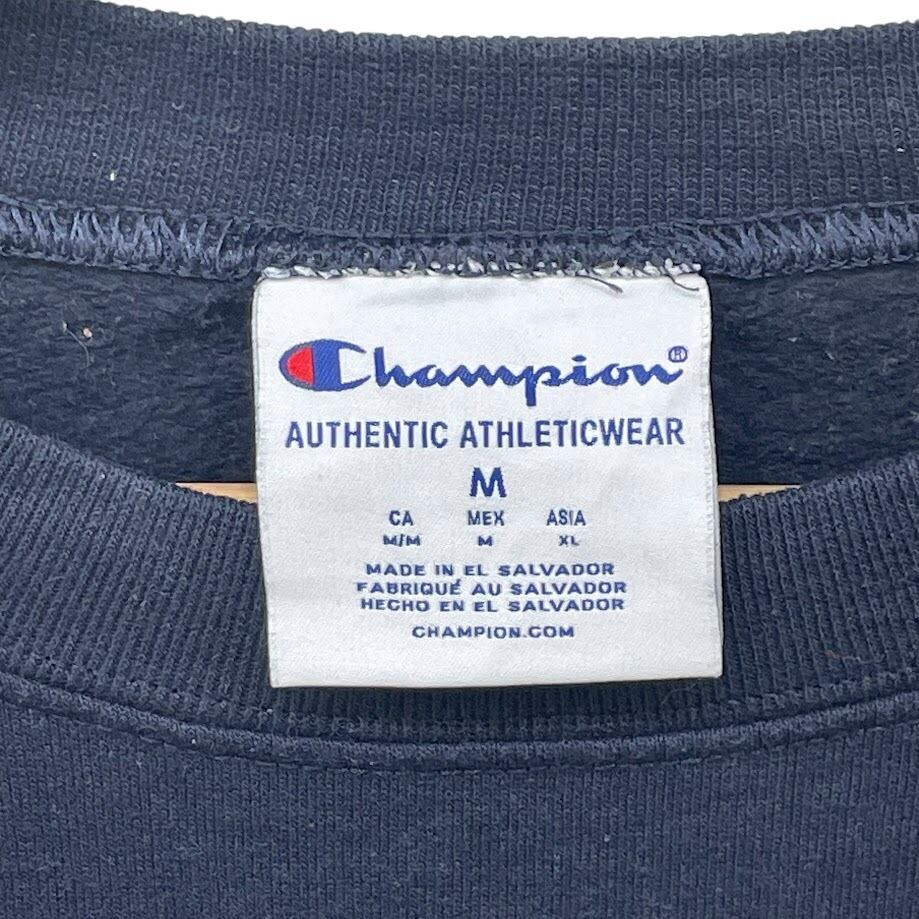 Champion®
AUTHENTIC ATHLETICWEAR
M
CA MEX ASIA
M/M M XL
MADE IN EL SALVADOR
FABRIQUÉ AU SALVADOR
HECHO EN EL SALVADOR
CHAMPION.COM